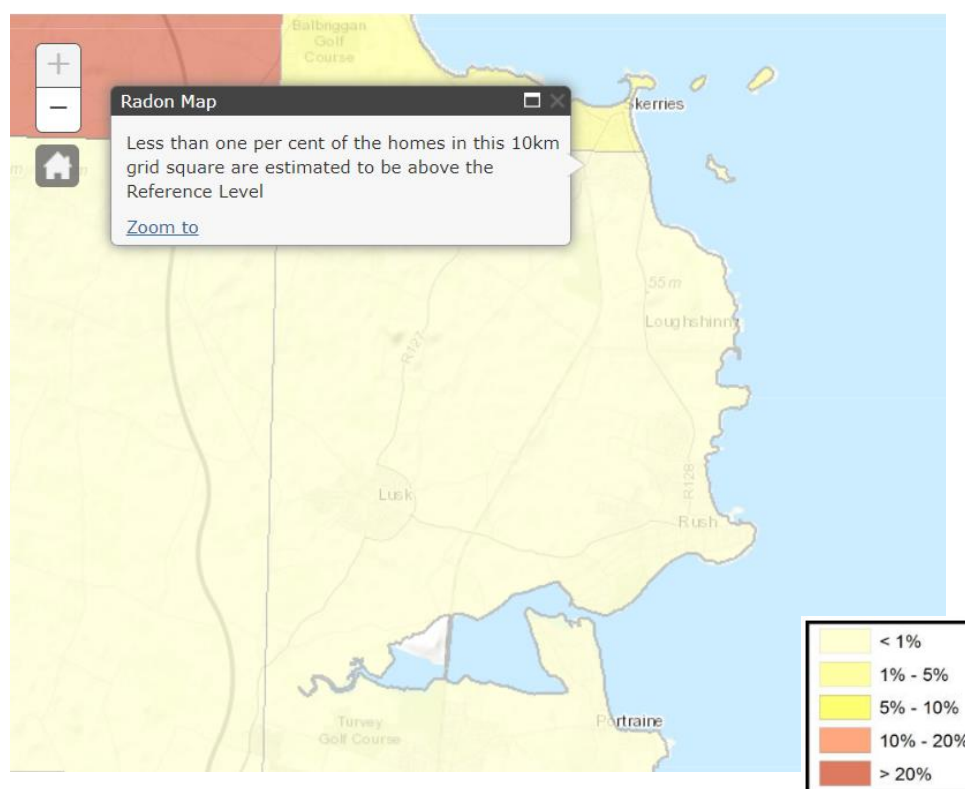 Balbriggan
Golf
Course
+
−
Skerries
Radon Map
Less than one per cent of the homes in this 10km
grid square are estimated to be above the
Reference Level
Zoom to
55 m
Loughshinny
R127
Lusk
R128
Rush
< 1%
1% - 5%
5% - 10%
10% - 20%
> 20%
Turvey
Golf Course
Portraine